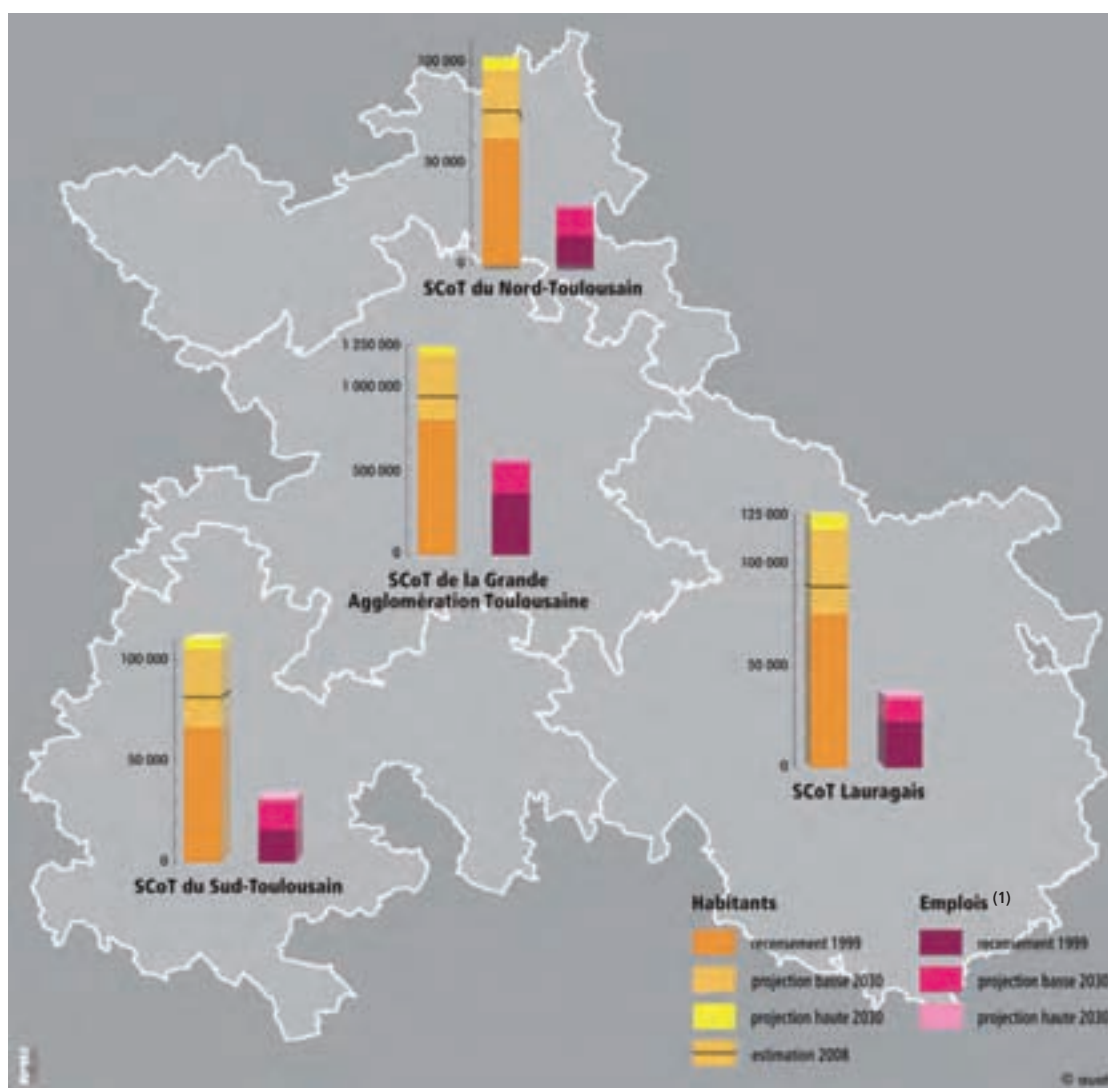 100 000
50 000
0
SCoT du Nord-Toulousain
1 250 000
1 000 000
500 000
0
SCoT de la Grande
Agglomération Toulousaine
125 000
100 000
50 000
0
SCoT Lauragais
100 000
50 000
0
SCoT du Sud-Toulousain
Habitants
recensement 1999
projection basse 2030
projection haute 2030
estimation 2008
Emplois (1)
recensement 1999
projection basse 2030
projection haute 2030
©